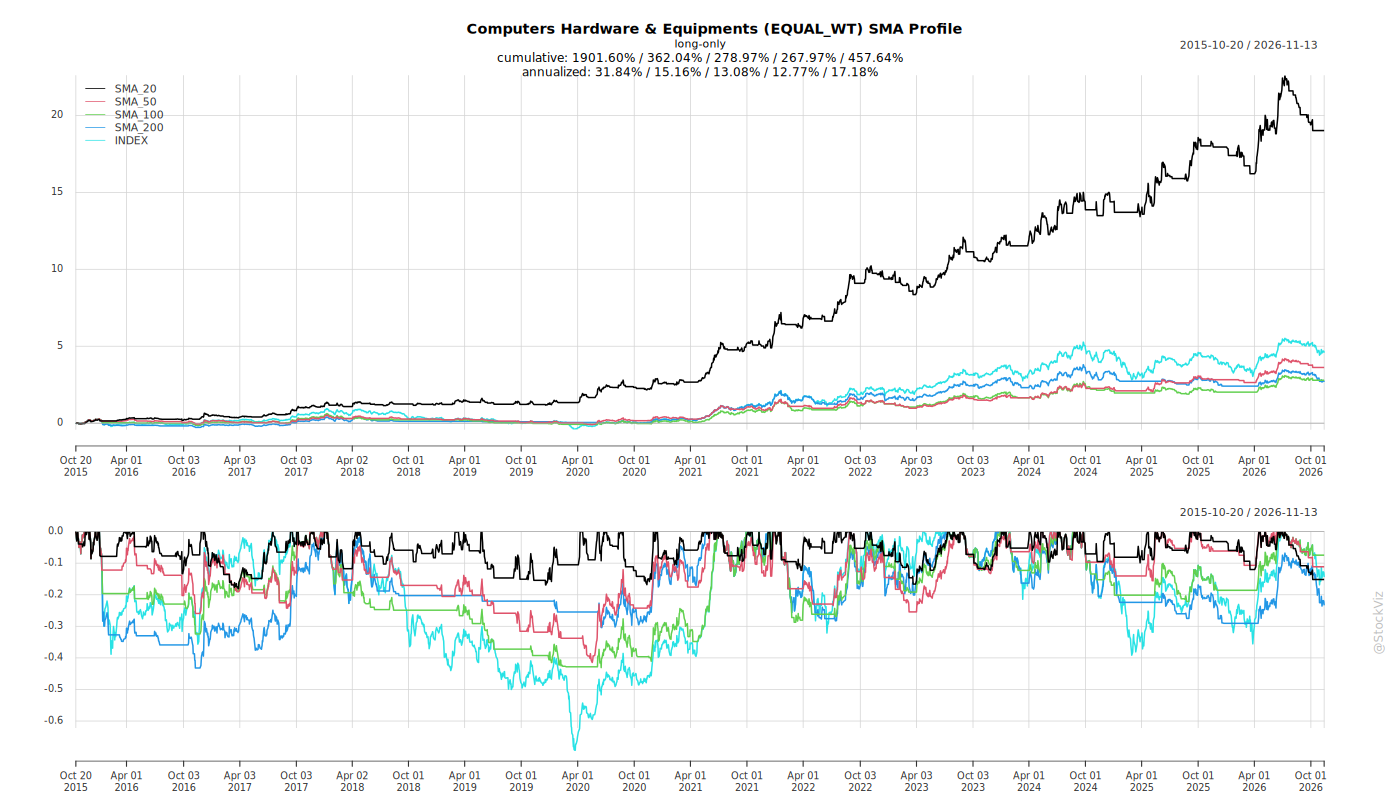 Computers Hardware & Equipments (EQUAL_WT) SMA Profile
long-only
cumulative: 1901.60% / 362.04% / 278.97% / 267.97% / 457.64%
annualized: 31.84% / 15.16% / 13.08% / 12.77% / 17.18%
2015-10-20 / 2026-11-13
SMA_20
SMA_50
SMA_100
SMA_200
INDEX
20
15
10
5
0
Oct 20 Apr 01 Oct 03 Apr 03 Oct 03 Apr 02 Oct 01 Apr 01 Oct 01 Apr 01 Oct 01 Apr 01 Oct 01 Apr 01 Oct 03 Apr 03 Oct 03 Apr 01 Oct 01 Apr 01 Oct 01 Apr 01 Oct 01
2015 2016 2016 2017 2017 2018 2018 2019 2019 2020 2020 2021 2021 2022 2022 2023 2023 2024 2024 2025 2025 2026 2026
2015-10-20 / 2026-11-13
0.0
-0.1
-0.2
-0.3
-0.4
-0.5
-0.6
Oct 20 Apr 01 Oct 03 Apr 03 Oct 03 Apr 02 Oct 01 Apr 01 Oct 01 Apr 01 Oct 01 Apr 01 Oct 01 Apr 01 Oct 03 Apr 03 Oct 03 Apr 01 Oct 01 Apr 01 Oct 01 Apr 01 Oct 01
2015 2016 2016 2017 2017 2018 2018 2019 2019 2020 2020 2021 2021 2022 2022 2023 2023 2024 2024 2025 2025 2026 2026
@StockViz